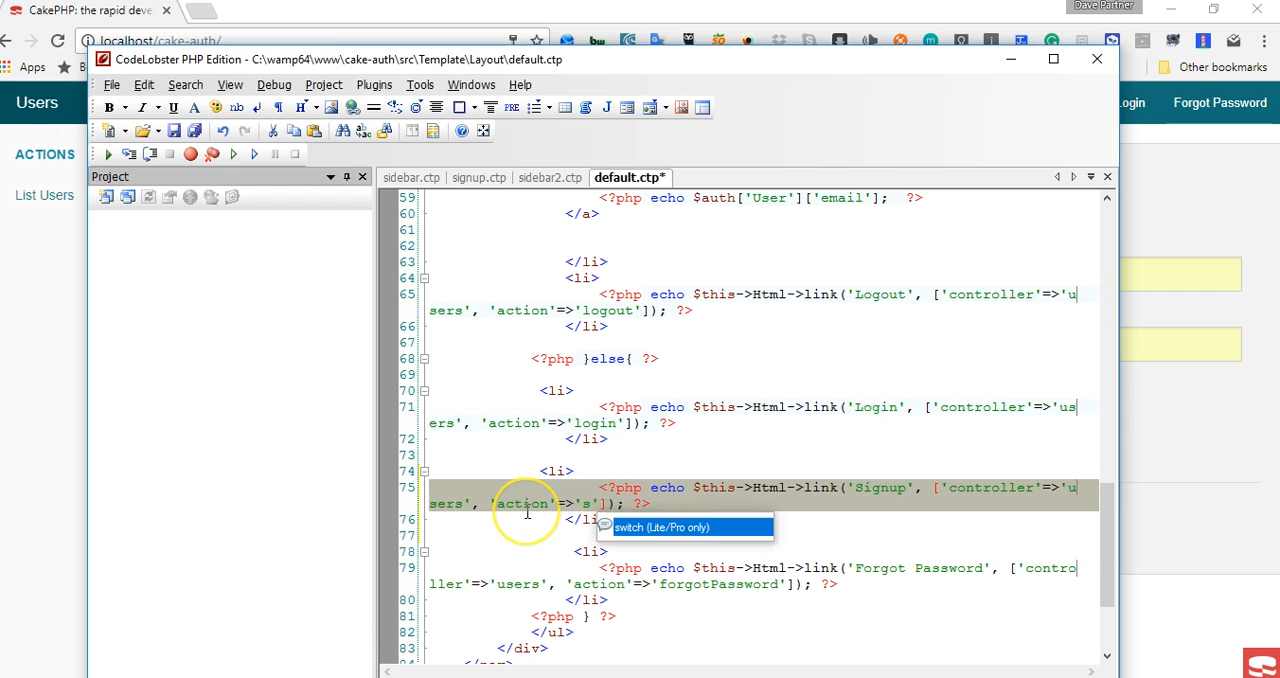 CakePHP: the rapid deve
Dave Partner
localhost/cake-auth/
Apps
Other bookmarks
Users
ogin
Forgot Password
ACTIONS
List Users
CodeLobster PHP Edition - C:\wamp64\www\cake-auth\src\Template\Layout\default.ctp
File Edit Search View Debug Project Plugins Tools Windows Help
Project
sidebar.ctp signup.ctp sidebar2.ctp default.ctp*
59 <?php echo $auth['User']['email']; ?>
60 </a>
61
62
63 </li>
64 <li>
65 <?php echo $this->Html->link('Logout', ['controller'=>'u
sers', 'action'=>'logout']); ?>
66 </li>
67
68 <?php }else{ ?>
69
70 <li>
71 <?php echo $this->Html->link('Login', ['controller'=>'us
ers', 'action'=>'login']); ?>
72 </li>
73
74 <li>
75 <?php echo $this->Html->link('Signup', ['controller'=>'u
sers', 'action'=>'s']); ?>
76 </li
switch (Lite/Pro only)
77
78 <li>
79 <?php echo $this->Html->link('Forgot Password', ['contro
ller'=>'users', 'action'=>'forgotPassword']); ?>
80 </li>
81 <?php } ?>
82 </ul>
83 </div>